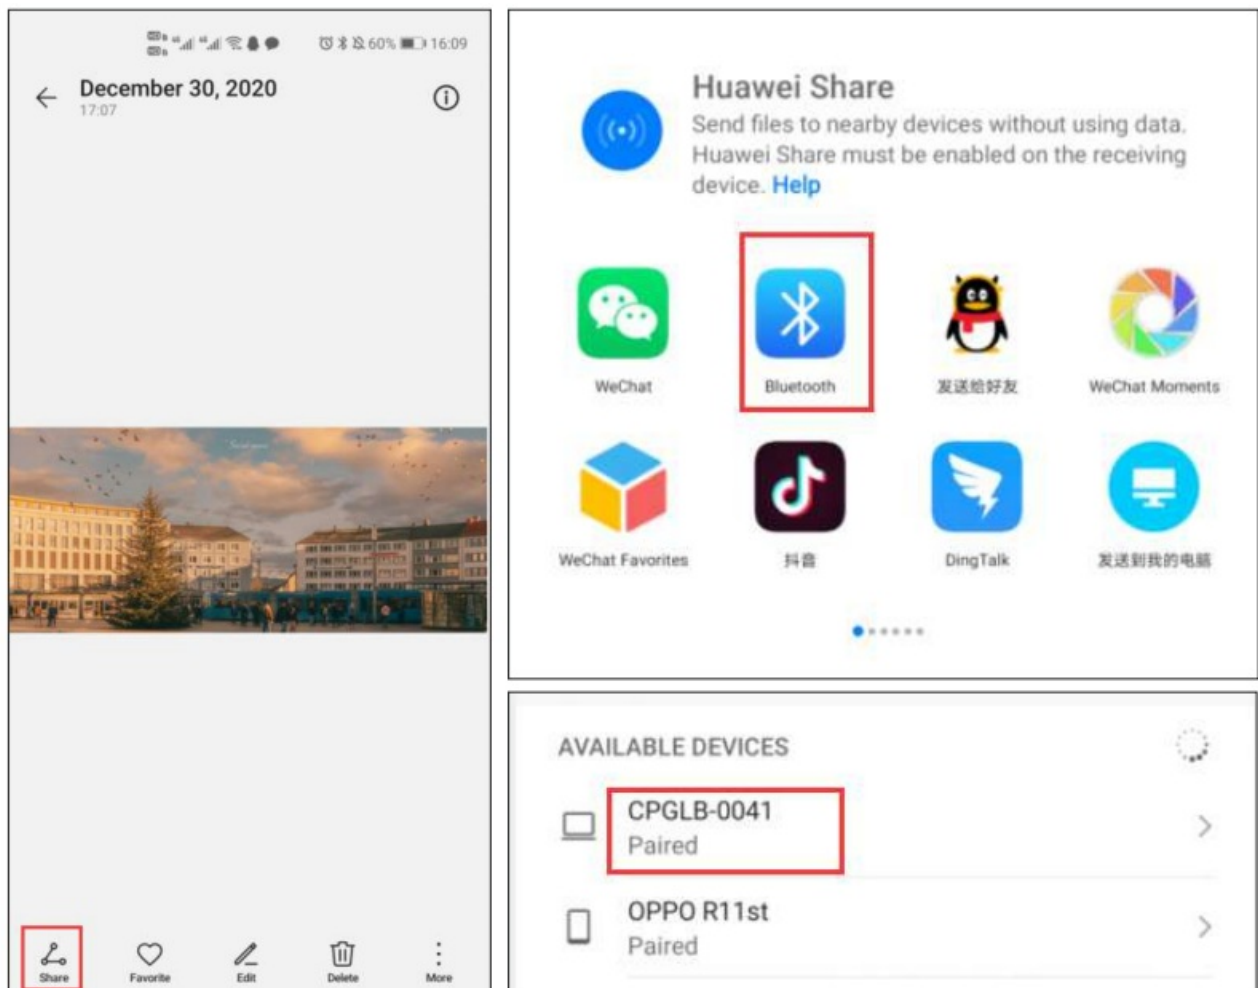 60% 16:09
December 30, 2020
17:07
Share
Favorite
Edit
Delete
More
Huawei Share
Send files to nearby devices without using data.
Huawei Share must be enabled on the receiving
device. Help
WeChat
Bluetooth
发送给好友
WeChat Moments
WeChat Favorites
抖音
DingTalk
发送到我的电脑
AVAILABLE DEVICES
CPGLB-0041
Paired
OPPO R11st
Paired